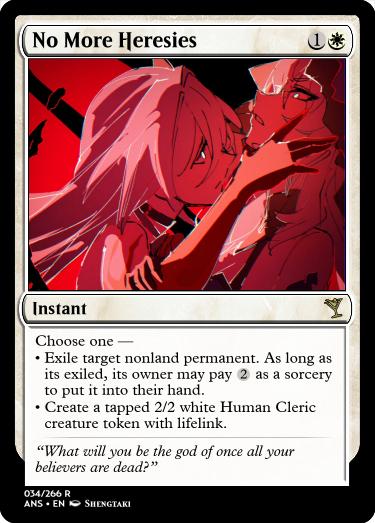 No More Heresies
1
Instant
Choose one —
• Exile target nonland permanent. As long as
its exiled, its owner may pay 2 as a sorcery
to put it into their hand.
• Create a tapped 2/2 white Human Cleric
creature token with lifelink.
“What will you be the god of once all your
believers are dead?”
034/266 R
ANS • EN Shengtaki